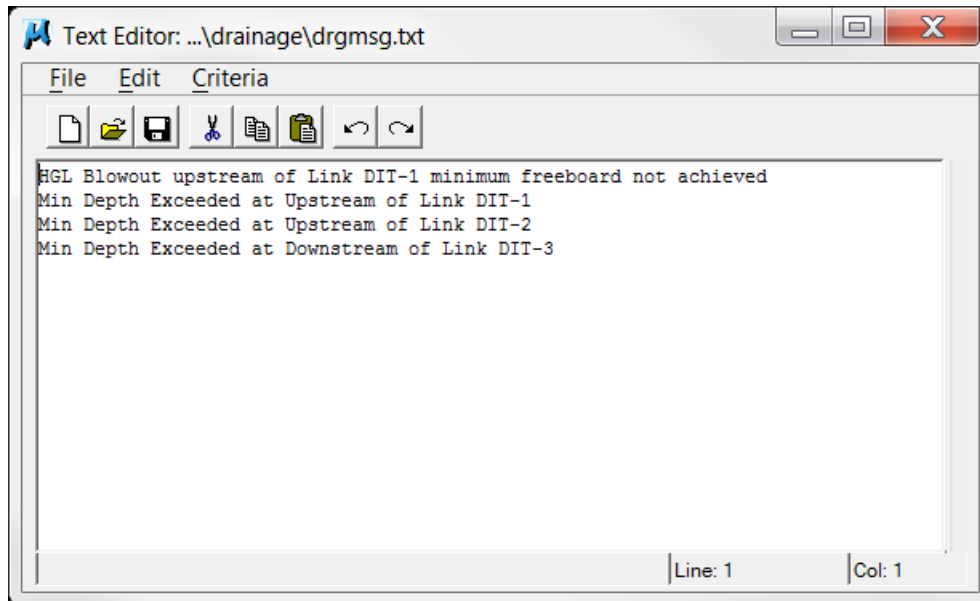 Text Editor: ...\drainage\drgmsg.txt
File Edit Criteria
HGL Blowout upstream of Link DIT-1 minimum freeboard not achieved
Min Depth Exceeded at Upstream of Link DIT-1
Min Depth Exceeded at Upstream of Link DIT-2
Min Depth Exceeded at Downstream of Link DIT-3
Line: 1 Col: 1